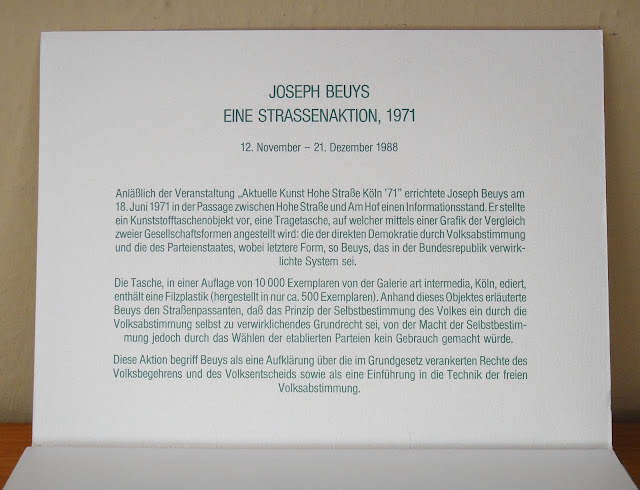 JOSEPH BEUYS
EINE STRASSENAKTION, 1971
12. November – 21. Dezember 1988
Anläßlich der Veranstaltung „Aktuelle Kunst Hohe Straße Köln '71” errichtete Joseph Beuys am
18. Juni 1971 in der Passage zwischen Hohe Straße und Am Hof einen Informationsstand. Er stellte
ein Kunststofftaschenobjekt vor, eine Tragetasche, auf welcher mittels einer Grafik der Vergleich
zweier Gesellschaftsformen angestellt wird: die der direkten Demokratie durch Volksabstimmung
und die des Parteienstaates, wobei letztere Form, so Beuys, das in der Bundesrepublik verwirk-
lichte System sei.
Die Tasche, in einer Auflage von 10 000 Exemplaren von der Galerie art intermedia, Köln, ediert,
enthält eine Filzplastik (hergestellt in nur ca. 500 Exemplaren). Anhand dieses Objektes erläuterte
Beuys den Straßenpassanten, daß das Prinzip der Selbstbestimmung des Volkes ein durch die
Volksabstimmung selbst zu verwirklichendes Grundrecht sei, von der Macht der Selbstbestim-
mung jedoch durch das Wählen der etablierten Parteien kein Gebrauch gemacht würde.
Diese Aktion begriff Beuys als eine Aufklärung über die im Grundgesetz verankerten Rechte des
Volksbegehrens und des Volksentscheids sowie als eine Einführung in die Technik der freien
Volksabstimmung.